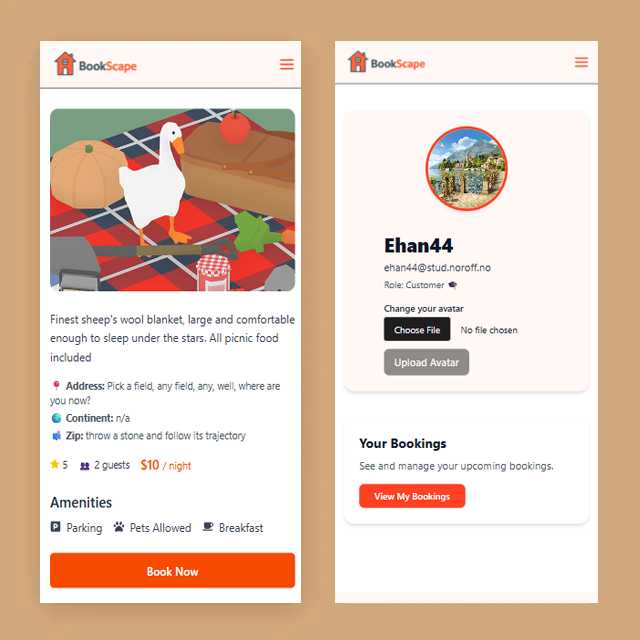 BookScape
Finest sheep's wool blanket, large and comfortable
enough to sleep under the stars. All picnic food
included
Address: Pick a field, any field, any, well, where are
you now?
Continent: n/a
Zip: throw a stone and follow its trajectory
5 2 guests $10 / night
Amenities
P Parking Pets Allowed Breakfast
Book Now
BookScape
Ehan44
ehan44@stud.noroff.no
Role: Customer
Change your avatar
Choose File No file chosen
Upload Avatar
Your Bookings
See and manage your upcoming bookings.
View My Bookings